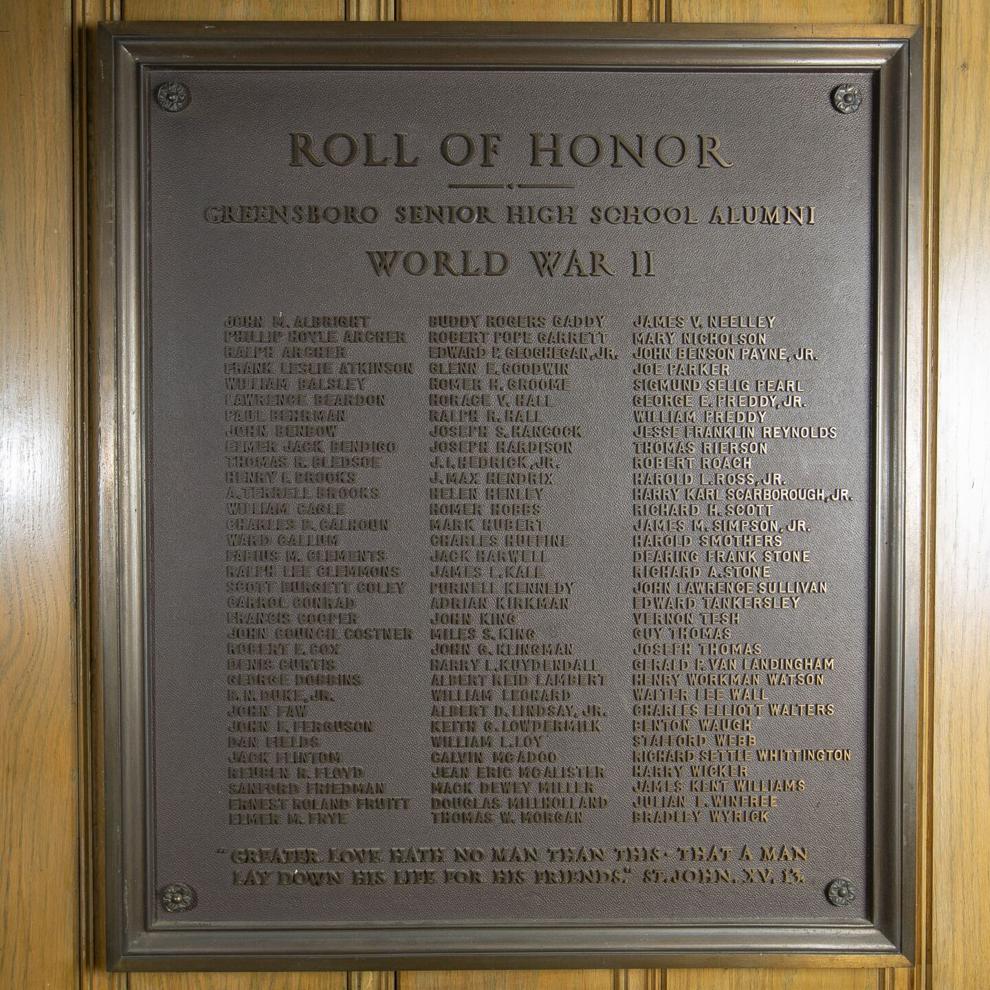 ROLL OF HONOR
GREENSBORO SENIOR HIGH SCHOOL ALUMNI
WORLD WAR II
JOHN M. ALBRIGHT
PHILLIP HOYLE ARCHER
RALPH ARCHER
FRANK LESLIE ATKINSON
WILLIAM BALSLEY
LAWRENCE BEARDON
PAUL BEHRMAN
JOHN BENBOW
ELMER JACK BENDIGO
THOMAS R. BLEDSOE
HENRY I. BROOKS
A. TERRELL BROOKS
WILLIAM CAGLE
CHARLES B. CALHOUN
WARD CALLUM
FABIUS M. CLEMENTS
RALPH LEE CLEMMONS
SCOTT BURGETT COLEY
CARROL CONRAD
FRANCIS COOPER
JOHN COUNCIL COSTNER
ROBERT E. COX
DENIS CURTIS
GEORGE DOBBINS
B. N. DUKE, JR.
JOHN FAW
JOHN E. FERGUSON
DAN FIELDS
JACK FLINTOM
REUBEN R. FLOYD
SANFORD FRIEDMAN
ERNEST ROLAND FRUITT
ELMER M. FRYE
BUDDY ROGERS GADDY
ROBERT POPE GARRETT
EDWARD P. GEOGHEGAN, JR.
GLENN E. GOODWIN
HOMER H. GROOME
HORACE V. HALL
RALPH R. HALL
JOSEPH S. HANCOCK
JOSEPH HARDISON
J. I. HEDRICK, JR.
J. MAX HENDRIX
HELEN HENLEY
HOMER HOBBS
MARK HUBERT
CHARLES HUFFINE
JACK HARWELL
JAMES L. KALE
PURNELL KENNEDY
ADRIAN KIRKMAN
JOHN KING
MILES S. KING
JOHN G. KLINGMAN
HARRY L. KUYDENDALL
ALBERT REID LAMBERT
WILLIAM LEONARD
ALBERT D. LINDSAY, JR.
KEITH G. LOWDERMILK
WILLIAM L. LOY
CALVIN McADOO
JEAN ERIC McALISTER
MACK DEWEY MILLER
DOUGLAS MILLHOLLAND
THOMAS W. MORGAN
JAMES V. NEELLEY
MARY NICHOLSON
JOHN BENSON PAYNE, JR.
JOE PARKER
SIGMUND SELIG PEARL
GEORGE E. PREDDY, JR.
WILLIAM PREDDY
JESSE FRANKLIN REYNOLDS
THOMAS RIERSON
ROBERT ROACH
HAROLD L. ROSS, JR.
HARRY KARL SCARBOROUGH, JR.
RICHARD H. SCOTT
JAMES M. SIMPSON, JR.
HAROLD SMOTHERS
DEARING FRANK STONE
RICHARD A. STONE
JOHN LAWRENCE SULLIVAN
EDWARD TANKERSLEY
VERNON TESH
GUY THOMAS
JOSEPH THOMAS
GERALD P. VAN LANDINGHAM
HENRY WORKMAN WATSON
WALTER LEE WALL
CHARLES ELLIOTT WALTERS
BENTON WAUGH
STAFFORD WEBB
RICHARD SETTLE WHITTINGTON
HARRY WICKER
JAMES KENT WILLIAMS
JULIAN E. WINFREE
BRADLEY WYRICK
"GREATER LOVE HATH NO MAN THAN THIS· THAT A MAN
LAY DOWN HIS LIFE FOR HIS FRIENDS." ST. JOHN. XV. 13.